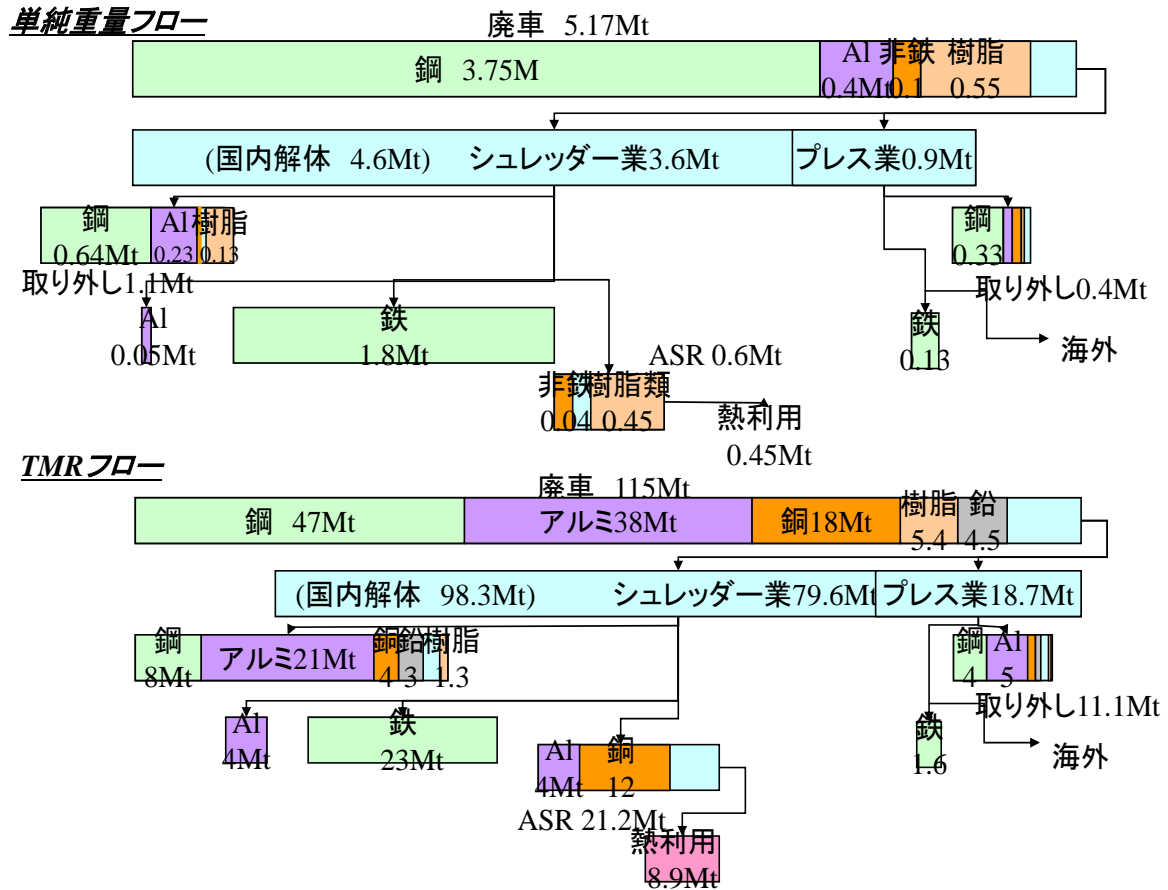 単純重量フロー
廃車 5.17Mt
鋼 3.75M
Al
0.4Mt
非鉄
0.1
樹脂
0.55
(国内解体 4.6Mt)
シュレッダー業3.6Mt
プレス業0.9Mt
鋼
0.64Mt
Al
0.23
樹脂
0.13
取り外し1.1Mt
鋼
0.33
取り外し0.4Mt
Al
0.05Mt
鉄
1.8Mt
鉄
0.13
海外
ASR 0.6Mt
非鉄
0.04
樹脂類
0.45
熱利用
0.45Mt
TMRフロー
廃車 115Mt
鋼 47Mt
アルミ38Mt
銅18Mt
樹脂
5.4
鉛
4.5
(国内解体 98.3Mt)
シュレッダー業79.6Mt
プレス業18.7Mt
鋼
8Mt
アルミ21Mt
銅
4
鉛
3
樹脂
1.3
鋼
4
Al
5
取り外し11.1Mt
Al
4Mt
鉄
23Mt
鉄
1.6
海外
Al
4Mt
銅
12
ASR 21.2Mt
熱利用
8.9Mt